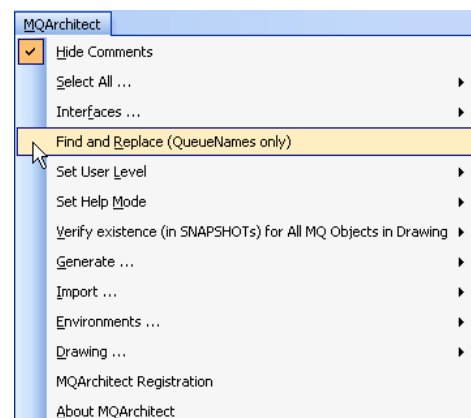 MQArchitect
Hide Comments
Select All ...
Interfaces ...
Find and Replace (QueueNames only)
Set User Level
Set Help Mode
Verify existence (in SNAPSHOTs) for All MQ Objects in Drawing
Generate ...
Import ...
Environments ...
Drawing ...
MQArchitect Registration
About MQArchitect